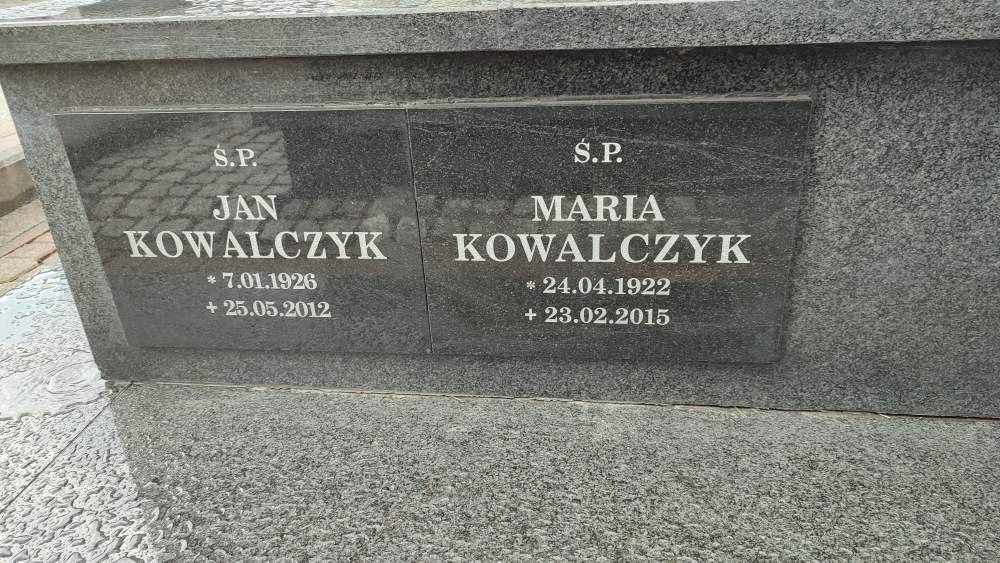 Ś.P.
JAN
KOWALCZYK
* 7.01.1926
+ 25.05.2012
Ś.P.
MARIA
KOWALCZYK
* 24.04.1922
+ 23.02.2015